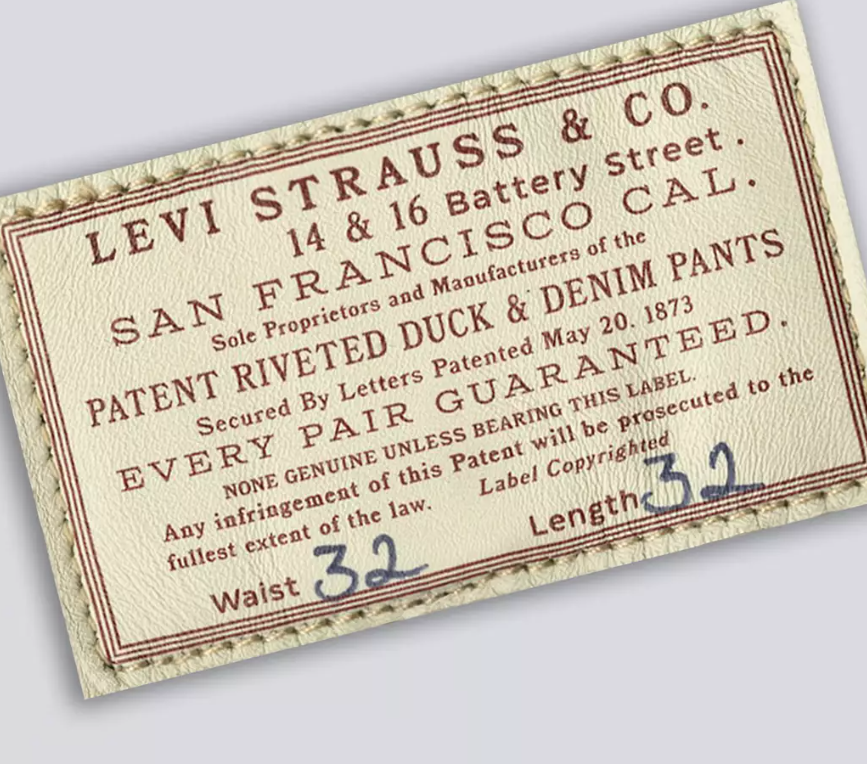 LEVI STRAUSS & CO.
14 & 16 Battery Street.
SAN FRANCISCO CAL.
Sole Proprietors and Manufacturers of the
PATENT RIVETED DUCK & DENIM PANTS
Secured By Letters Patented May 20. 1873
EVERY PAIR GUARANTEED.
NONE GENUINE UNLESS BEARING THIS LABEL.
Any infringement of this Patent will be prosecuted to the
fullest extent of the law. Label Copyrighted
Waist 32 Length 32